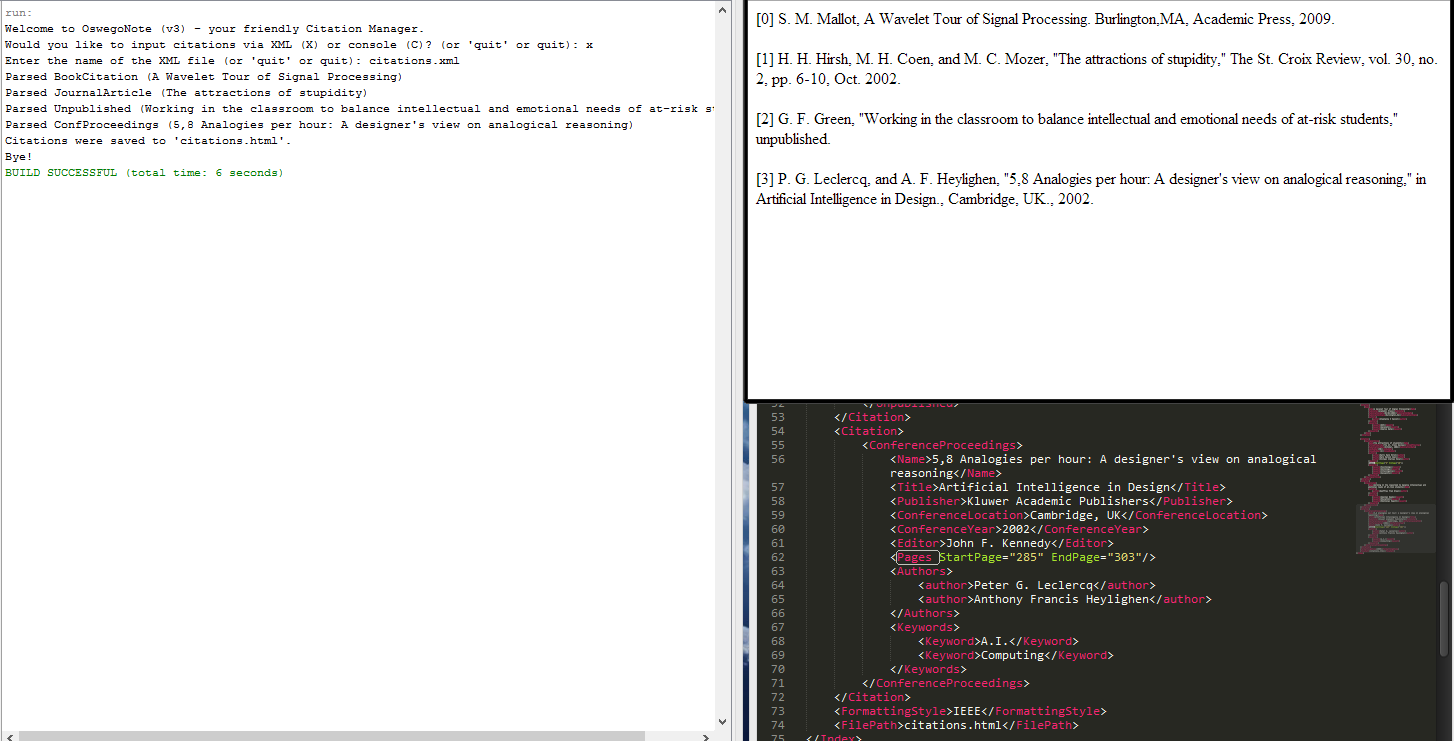 run:
Welcome to OswegoNote (v3) - your friendly Citation Manager.
Would you like to input citations via XML (X) or console (C)? (or 'quit' or quit): x
Enter the name of the XML file (or 'quit' or quit): citations.xml
Parsed BookCitation (A Wavelet Tour of Signal Processing)
Parsed JournalArticle (The attractions of stupidity)
Parsed Unpublished (Working in the classroom to balance intellectual and emotional needs of at-risk
Parsed ConfProceedings (5,8 Analogies per hour: A designer's view on analogical reasoning)
Citations were saved to 'citations.html'.
Bye!
BUILD SUCCESSFUL (total time: 6 seconds)
[0] S. M. Mallot, A Wavelet Tour of Signal Processing. Burlington,MA, Academic Press, 2009.
[1] H. H. Hirsh, M. H. Coen, and M. C. Mozer, "The attractions of stupidity," The St. Croix Review, vol. 30, no.
2, pp. 6-10, Oct. 2002.
[2] G. F. Green, "Working in the classroom to balance intellectual and emotional needs of at-risk students,"
unpublished.
[3] P. G. Leclercq, and A. F. Heylighen, "5,8 Analogies per hour: A designer's view on analogical reasoning," in
Artificial Intelligence in Design., Cambridge, UK., 2002.
52 </Unpublished>
53 </Citation>
54 <Citation>
55 <ConferenceProceedings>
56 <Name>5,8 Analogies per hour: A designer's view on analogical
reasoning</Name>
57 <Title>Artificial Intelligence in Design</Title>
58 <Publisher>Kluwer Academic Publishers</Publisher>
59 <ConferenceLocation>Cambridge, UK</ConferenceLocation>
60 <ConferenceYear>2002</ConferenceYear>
61 <Editor>John F. Kennedy</Editor>
62 <Pages StartPage="285" EndPage="303"/>
63 <Authors>
64 <author>Peter G. Leclercq</author>
65 <author>Anthony Francis Heylighen</author>
66 </Authors>
67 <Keywords>
68 <Keyword>A.I.</Keyword>
69 <Keyword>Computing</Keyword>
70 </Keywords>
71 </ConferenceProceedings>
72 </Citation>
73 <FormattingStyle>IEEE</FormattingStyle>
74 <FilePath>citations.html</FilePath>
75 </Index>